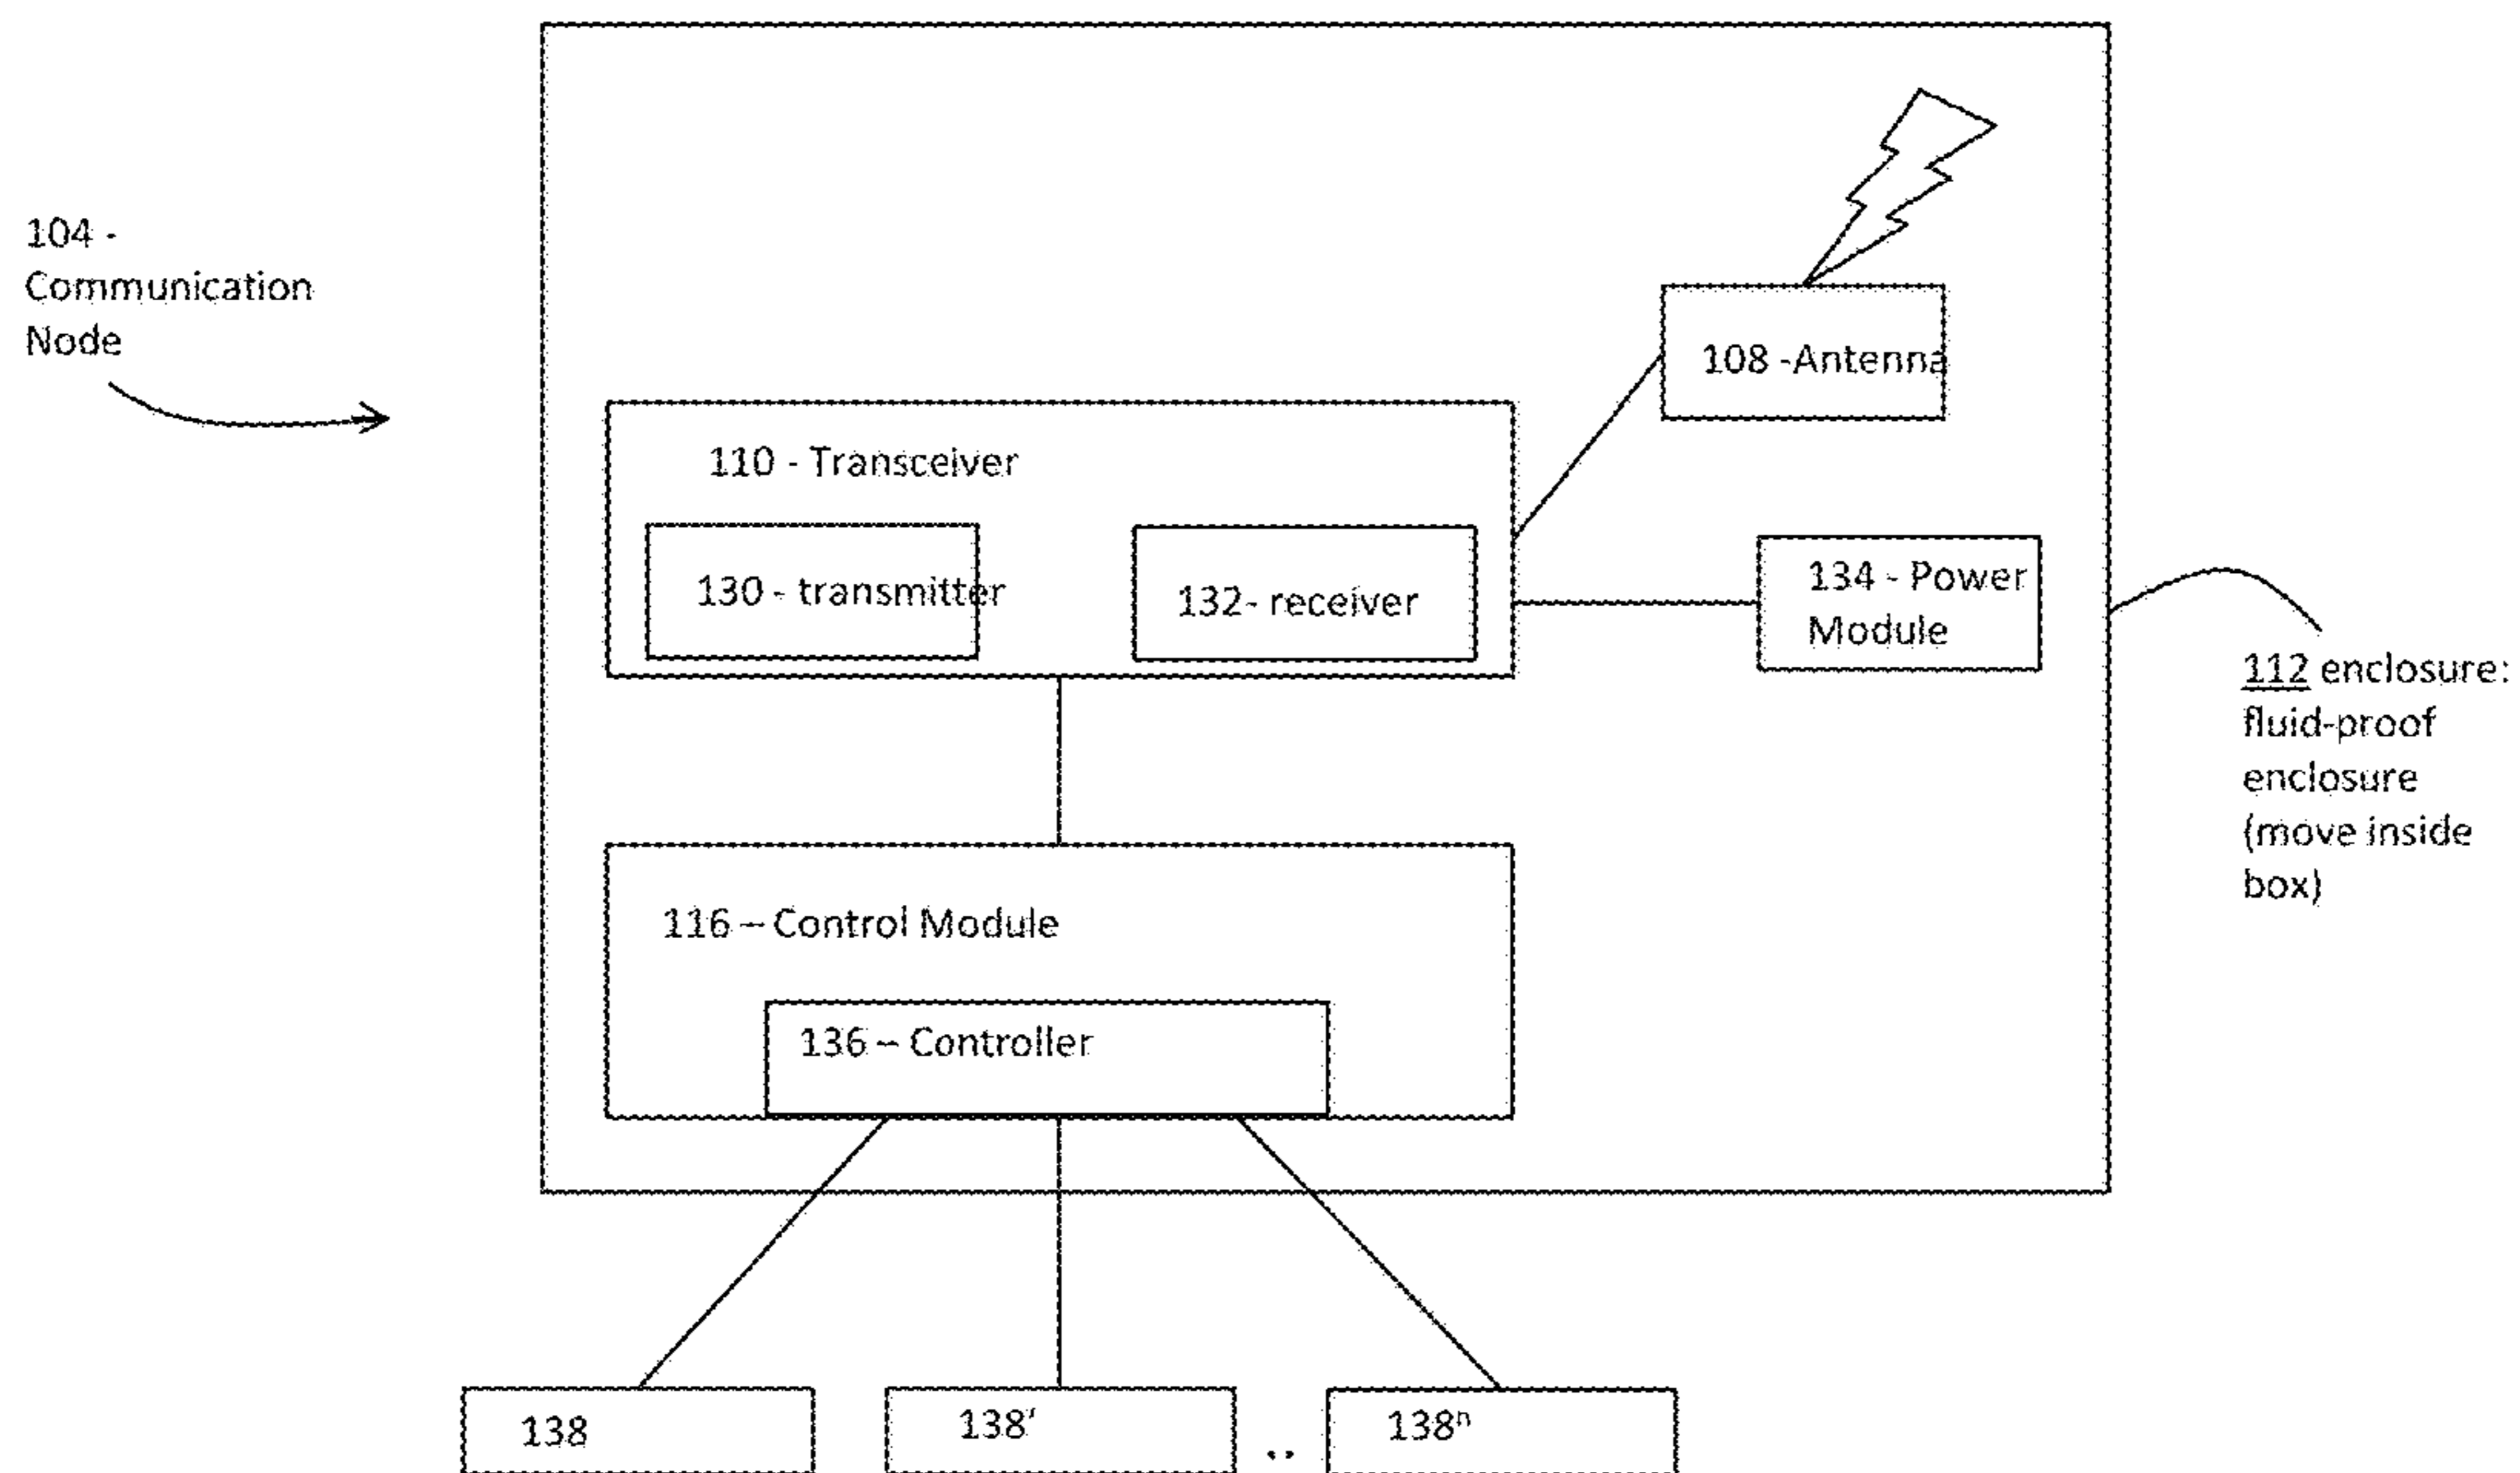 104 -
Communication
Node
108 -Antenna
110 - Transceiver
130 - transmitter
132- receiver
134 - Power
Module
112 enclosure:
fluid-proof
enclosure
(move inside
box)
116 – Control Module
136 – Controller
138
138'
..
138ⁿ